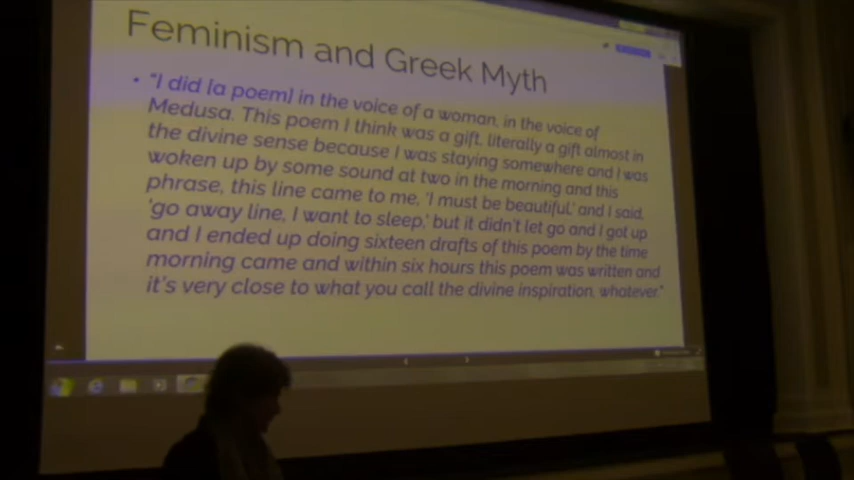 Feminism and Greek Myth
• "I did [a poem] in the voice of a woman, in the voice of
Medusa. This poem I think was a gift, literally a gift almost in
the divine sense because I was staying somewhere and I was
woken up by some sound at two in the morning and this
phrase, this line came to me, 'I must be beautiful,' and I said,
'go away line, I want to sleep,' but it didn't let go and I got up
and I ended up doing sixteen drafts of this poem by the time
morning came and within six hours this poem was written and
it's very close to what you call the divine inspiration, whatever."